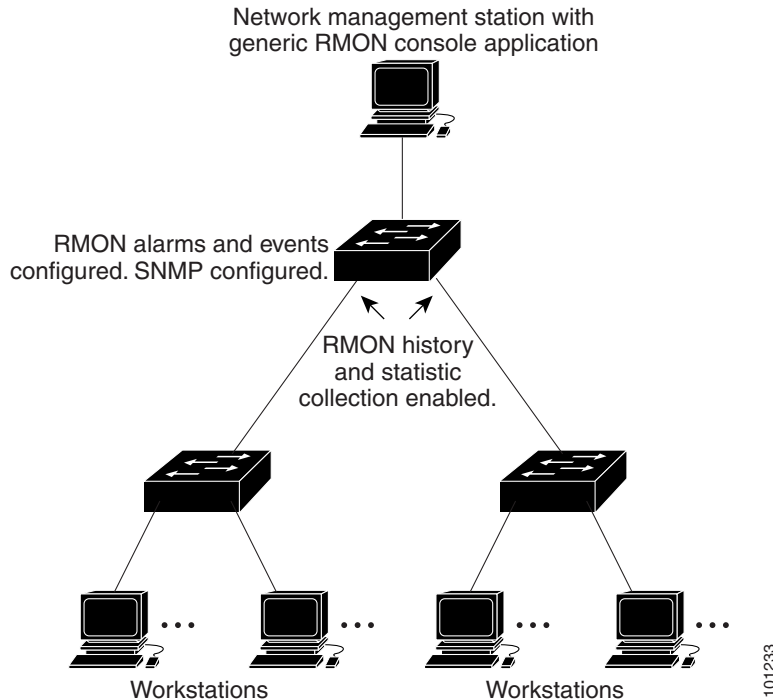 Network management station with
generic RMON console application
RMON alarms and events
configured. SNMP configured.
RMON history
and statistic
collection enabled.
Workstations
Workstations
101233